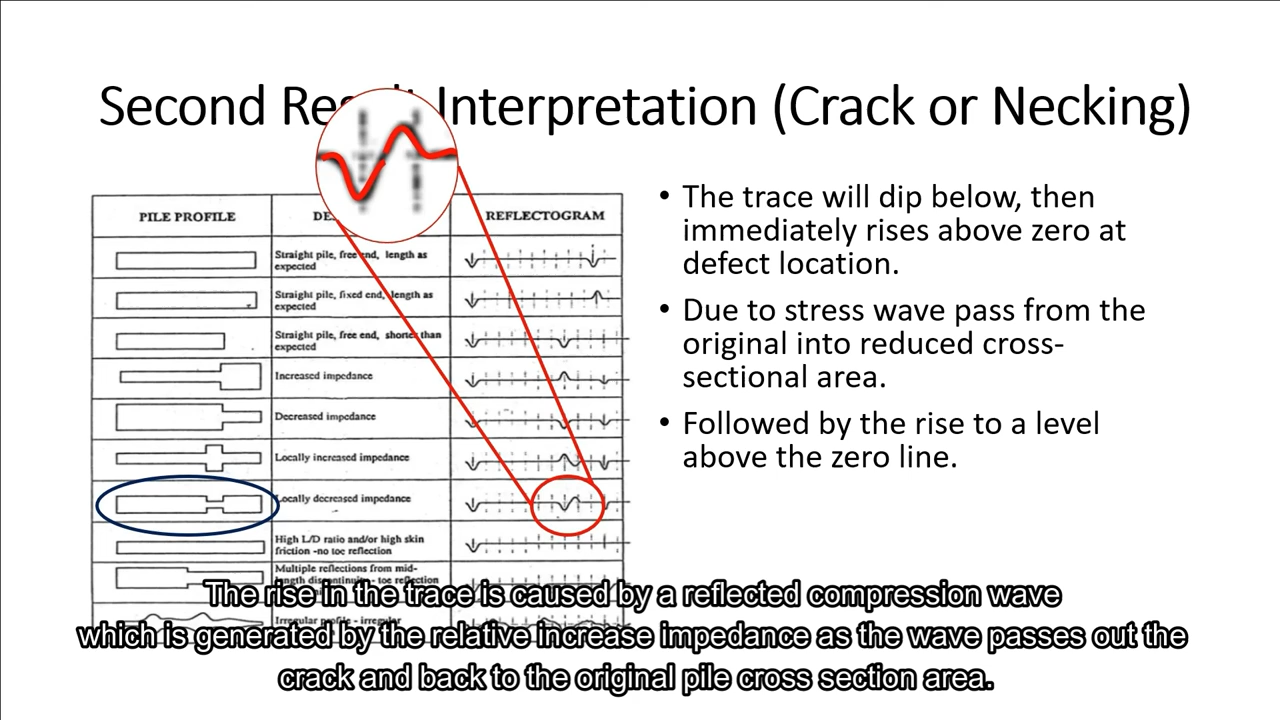 Second Result Interpretation (Crack or Necking)
PILE PROFILE
DE
REFLECTOGRAM
Straight pile, free end, length as
expected
Straight pile, fixed end, length as
expected
Straight pile, free end, shorter than
expected
Increased impedance
Decreased impedance
Locally increased impedance
Locally decreased impedance
High L/D ratio and/or high skin
friction -no toe reflection
Multiple reflections from mid-
length discontinuity - toe reflection
Irregular profile - irregular
• The trace will dip below, then
immediately rises above zero at
defect location.
• Due to stress wave pass from the
original into reduced cross-
sectional area.
• Followed by the rise to a level
above the zero line.
The rise in the trace is caused by a reflected compression wave
which is generated by the relative increase impedance as the wave passes out the
crack and back to the original pile cross section area.